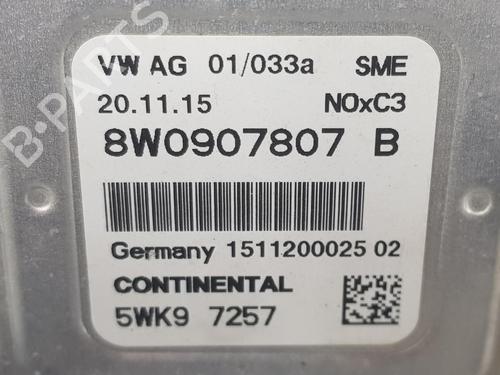 VW AG 01/033a SME
20.11.15 NOxC3
8W0907807 B
Germany 1511200025 02
CONTINENTAL
5WK9 7257
B-PARTS